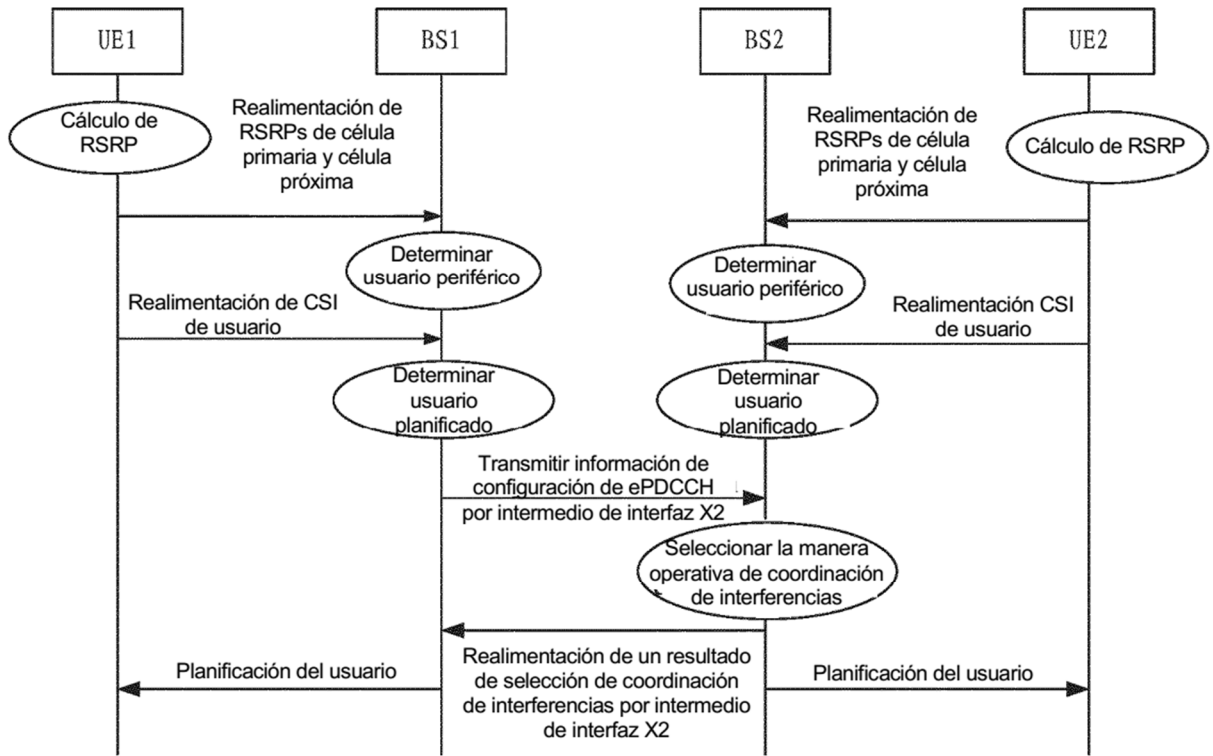 UE1
BS1
BS2
UE2
Cálculo de
RSRP
Realimentación de
RSRPs de célula
primaria y célula
próxima
Realimentación de
RSRPs de célula
primaria y célula
próxima
Cálculo de RSRP
Determinar
usuario periférico
Determinar
usuario periférico
Realimentación de CSI
de usuario
Realimentación CSI
de usuario
Determinar
usuario
planificado
Determinar
usuario
planificado
Transmitir información de
configuración de ePDCCH
por intermedio de interfaz X2
Seleccionar la manera
operativa de coordinación
de interferencias
Planificación del usuario
Realimentación de un resultado
de selección de coordinación
de interferencias por intermedio
de interfaz X2
Planificación del usuario